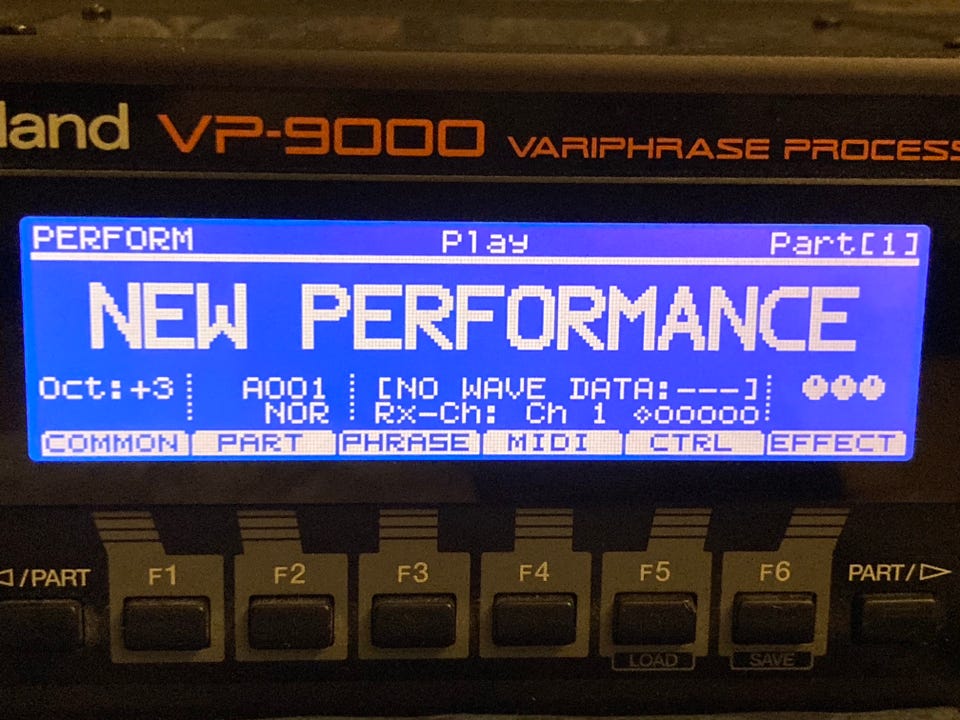 land VP-9000 VARIPHRASE PROCESS
PERFORM Play Part[1]
NEW PERFORMANCE
Oct:+3 A001 [NO WAVE DATA:---]
NOR Rx-Ch: Ch 1 ◇ooooo
COMMON PART PHRASE MIDI CTRL EFFECT
◁/PART F1 F2 F3 F4 F5 F6 PART/▷
LOAD SAVE